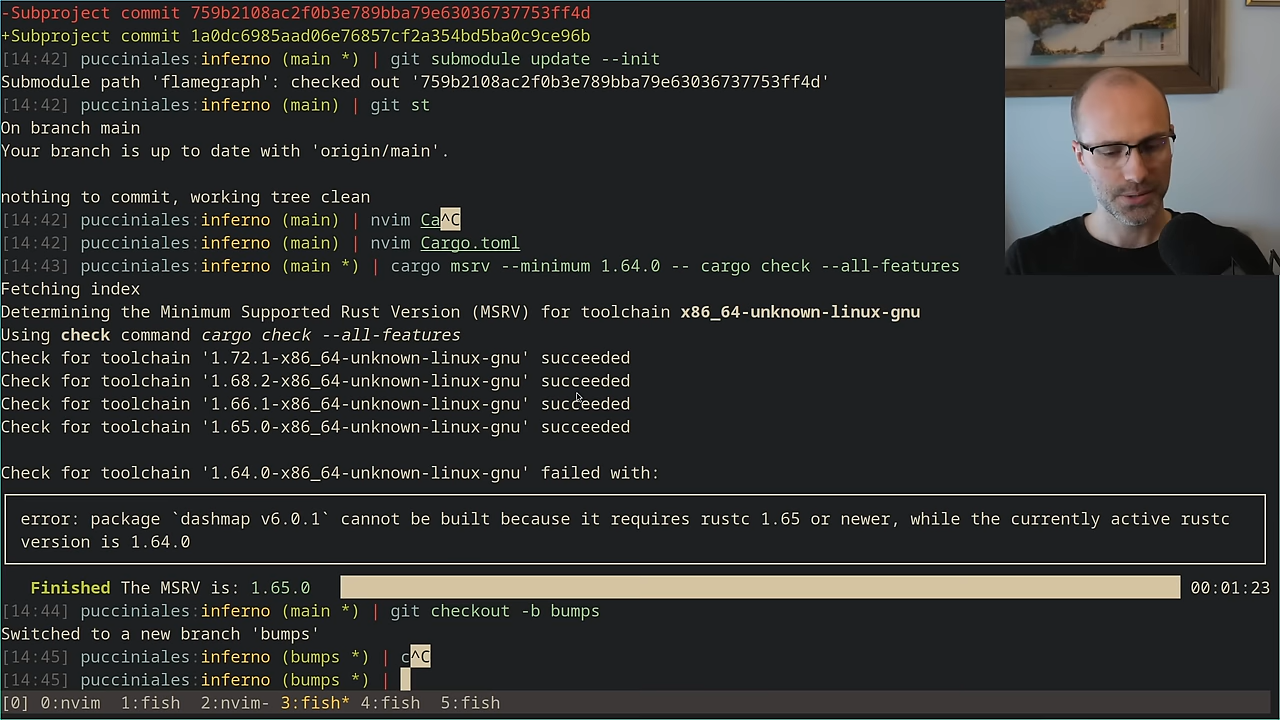 -Subproject commit 759b2108ac2f0b3e789bba79e63036737753ff4d
+Subproject commit 1a0dc6985aad06e76857cf2a354bd5ba0c9ce96b
[14:42] pucciniales:inferno (main *) | git submodule update --init
Submodule path 'flamegraph': checked out '759b2108ac2f0b3e789bba79e63036737753ff4d'
[14:42] pucciniales:inferno (main) | git st
On branch main
Your branch is up to date with 'origin/main'.
nothing to commit, working tree clean
[14:42] pucciniales:inferno (main) | nvim Ca^C
[14:42] pucciniales:inferno (main) | nvim Cargo.toml
[14:43] pucciniales:inferno (main *) | cargo msrv --minimum 1.64.0 -- cargo check --all-features
Fetching index
Determining the Minimum Supported Rust Version (MSRV) for toolchain x86_64-unknown-linux-gnu
Using check command cargo check --all-features
Check for toolchain '1.72.1-x86_64-unknown-linux-gnu' succeeded
Check for toolchain '1.68.2-x86_64-unknown-linux-gnu' succeeded
Check for toolchain '1.66.1-x86_64-unknown-linux-gnu' succeeded
Check for toolchain '1.65.0-x86_64-unknown-linux-gnu' succeeded
Check for toolchain '1.64.0-x86_64-unknown-linux-gnu' failed with:
error: package `dashmap v6.0.1` cannot be built because it requires rustc 1.65 or newer, while the currently active rustc
version is 1.64.0
Finished The MSRV is: 1.65.0 00:01:23
[14:44] pucciniales:inferno (main *) | git checkout -b bumps
Switched to a new branch 'bumps'
[14:45] pucciniales:inferno (bumps *) | c^C
[14:45] pucciniales:inferno (bumps *) |
[0] 0:nvim 1:fish 2:nvim- 3:fish* 4:fish 5:fish